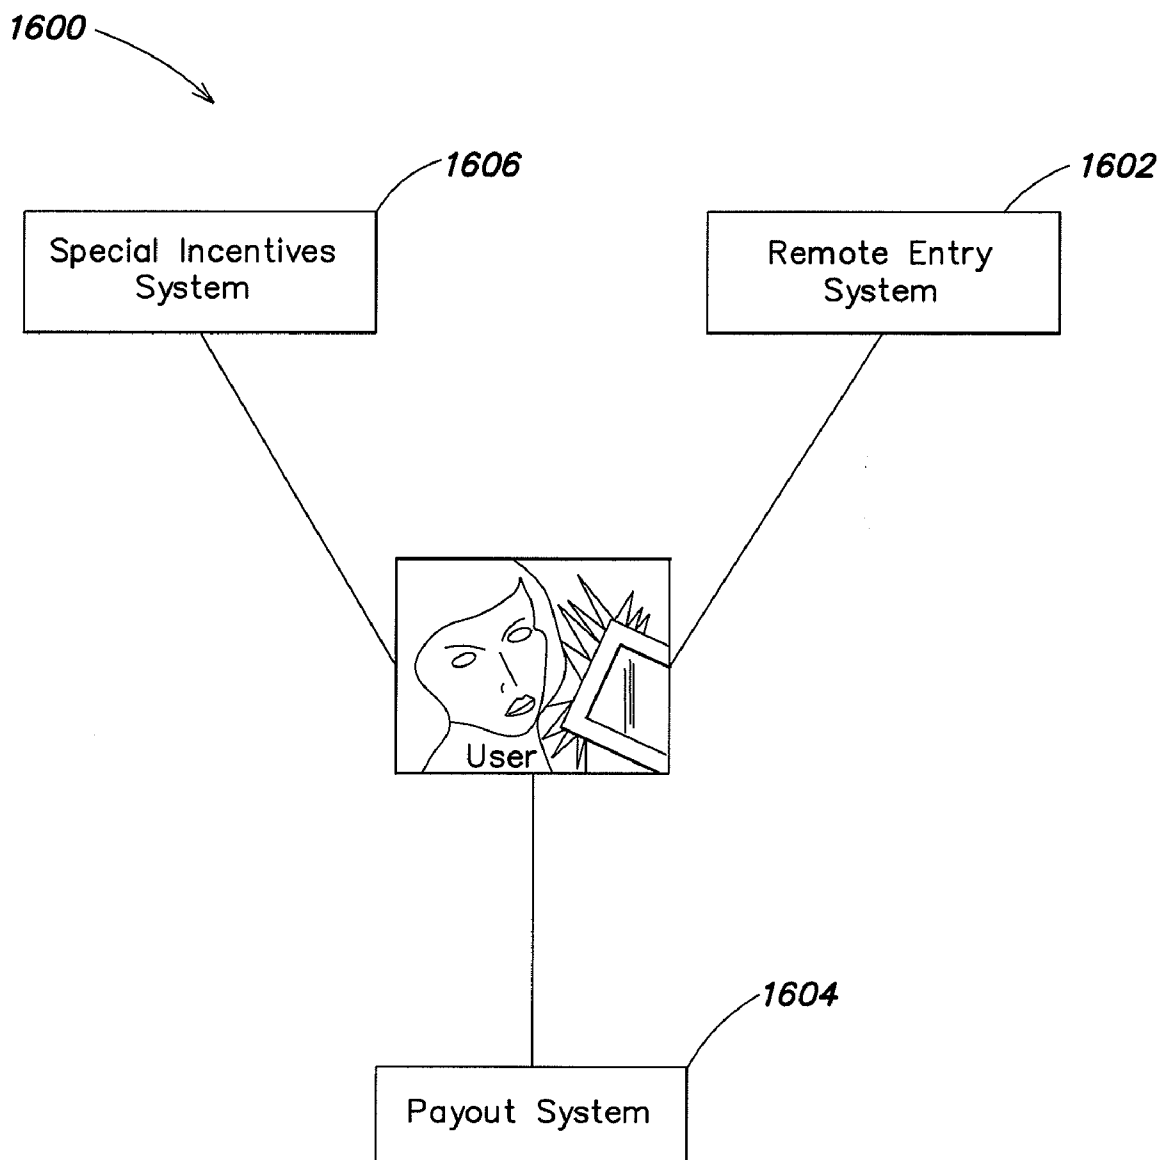 1600
1606
1602
Special Incentives
System
Remote Entry
System
User
1604
Payout System